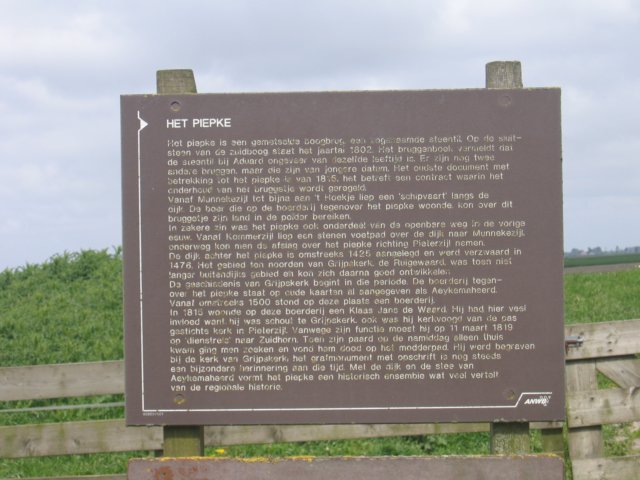 HET PIEPKE
Het piepke is een gemetselde boogbrug, een zogenaamde steentil. Op de sluit-
steen van de zuidboog staat het jaartal 1802. Het bruggenboek vermeldt dat
de steentil bij Aduard ongeveer van dezelfde leeftijd is. Er zijn nog twee
andere bruggen, maar die zijn van jongere datum. Het oudste document met
betrekking tot het piepke is van 1815, het betreft een contract waarin het
onderhoud van het bruggetje wordt geregeld.
Vanaf Munnekezijl tot bijna aan 't Hoekje liep een 'schipvaart' langs de
dijk. De boer die op de boerderij tegenover het piepke woonde, kon over dit
bruggetje zijn land in de polder bereiken.
In zekere zin was het piepke ook onderdeel van de openbare weg in de vorige
eeuw. Vanaf Kommerzijl liep een stenen voetpad over de dijk naar Munnekezijl
onderweg kon men de afslag over het piepke richting Pieterzijl nemen.
De dijk achter het piepke is omstreeks 1425 aangelegd en werd verzwaard in
1476. Het gebied ten noorden van Grijpskerk, de Ruigewaard, was toen niet
langer buitendijks gebied en kon zich daarna goed ontwikkelen.
De geschiedenis van Grijpskerk begint in die periode. De boerderij tegen-
over het piepke staat op oude kaarten al aangegeven als Aeykemaheerd.
Vanaf omstreeks 1500 stond op deze plaats een boerderij.
In 1815 woonde op deze boerderij een Klaas Jans de Waard. Hij had hier veel
invloed want hij was schout te Grijpskerk, ook was hij kerkvoogd van de
gestichte kerk in Pieterzijl. Vanwege zijn functie moest hij op 11 maart 1819
op 'dienstreis' naar Zuidhorn. Toen zijn paard op de namiddag alleen thuis
kwam ging men zoeken en vond hem dood op het modderpad. Hij werd begraven
bij de kerk van Grijpskerk, het grafmonument met opschrift is nog steeds
een bijzondere herinnering aan die tijd. Met de dijk en de slee van
Aeykemaheerd vormt het piepke een historisch ensemble wat veel vertelt
van de regionale historie.
ANWB